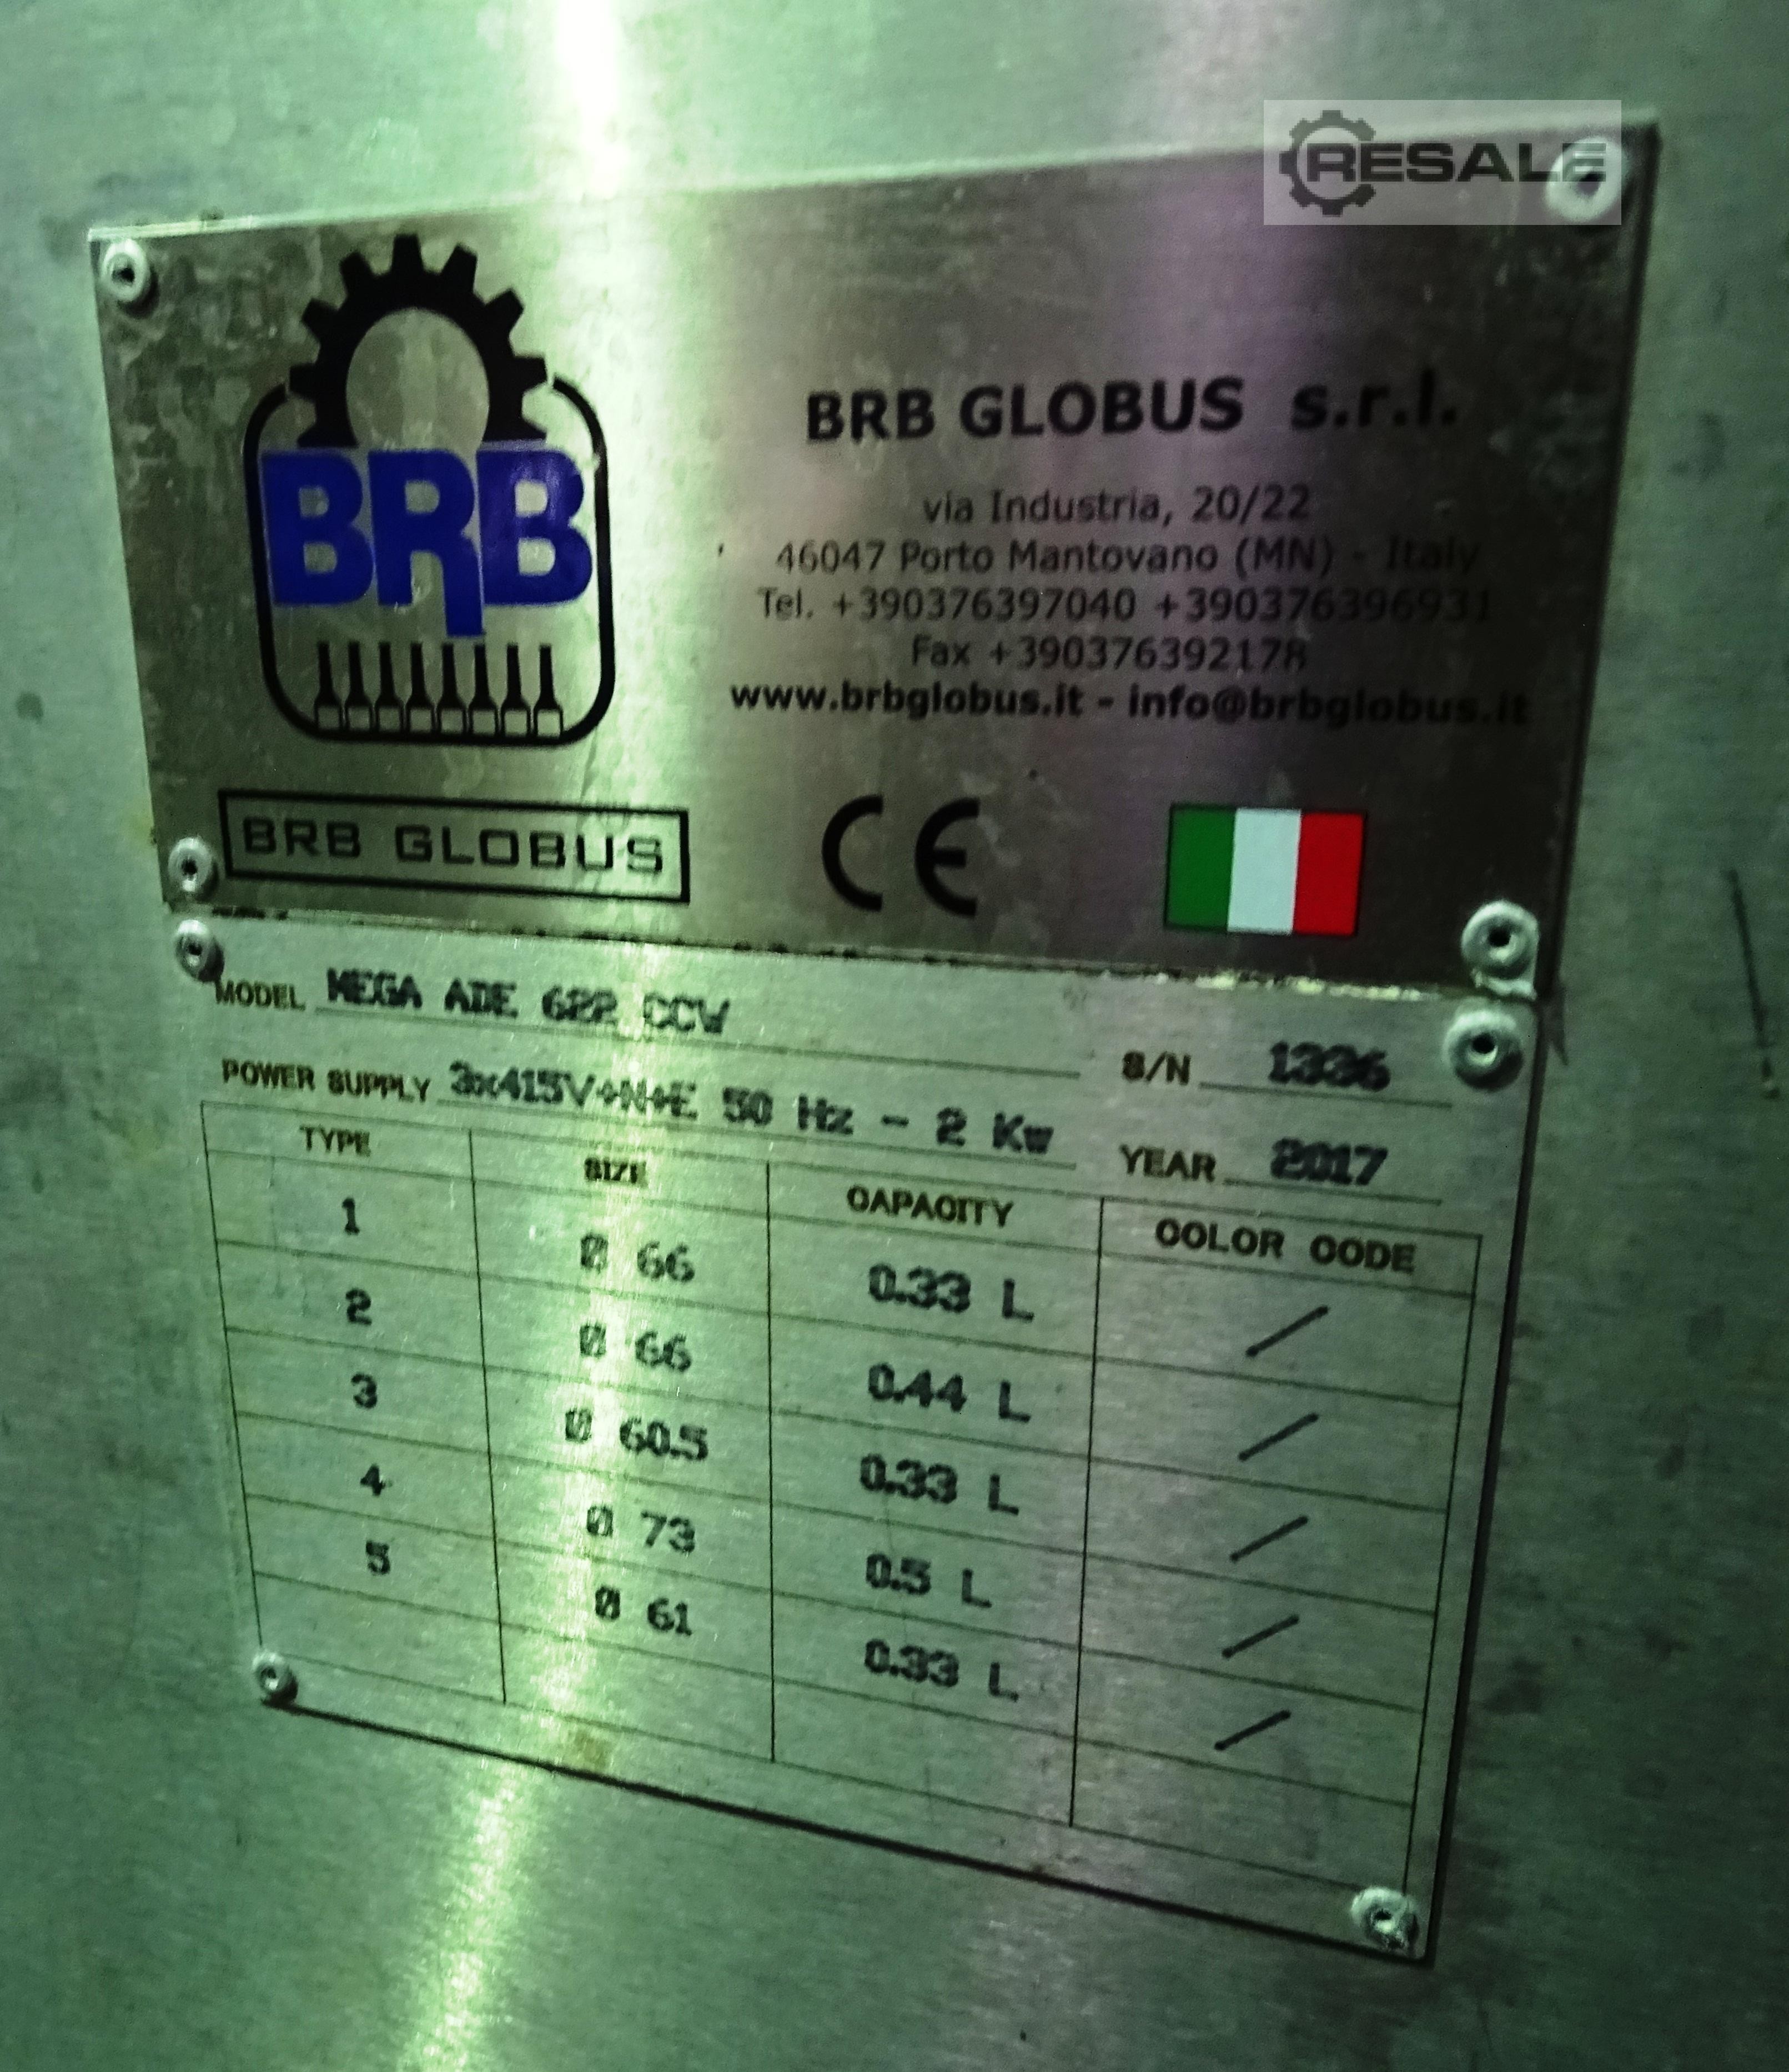 RESALE
BRB
BRB GLOBUS s.r.l.
via Industria, 20/22
46047 Porto Mantovano (MN) - Italy
Tel. +390376397040 +390376396931
Fax +390376392178
www.brbglobus.it - info@brbglobus.it
BRB GLOBUS CE
MODEL MEGA ADE 622 CCW S/N 1336
POWER SUPPLY 3x415V+N+E 50 Hz - 2 Kw YEAR 2017
TYPE SIZE CAPACITY COLOR CODE
1 Ø 66 0.33 L /
2 Ø 66 0.44 L /
3 Ø 60.5 0.33 L /
4 Ø 73 0.5 L /
5 Ø 61 0.33 L /